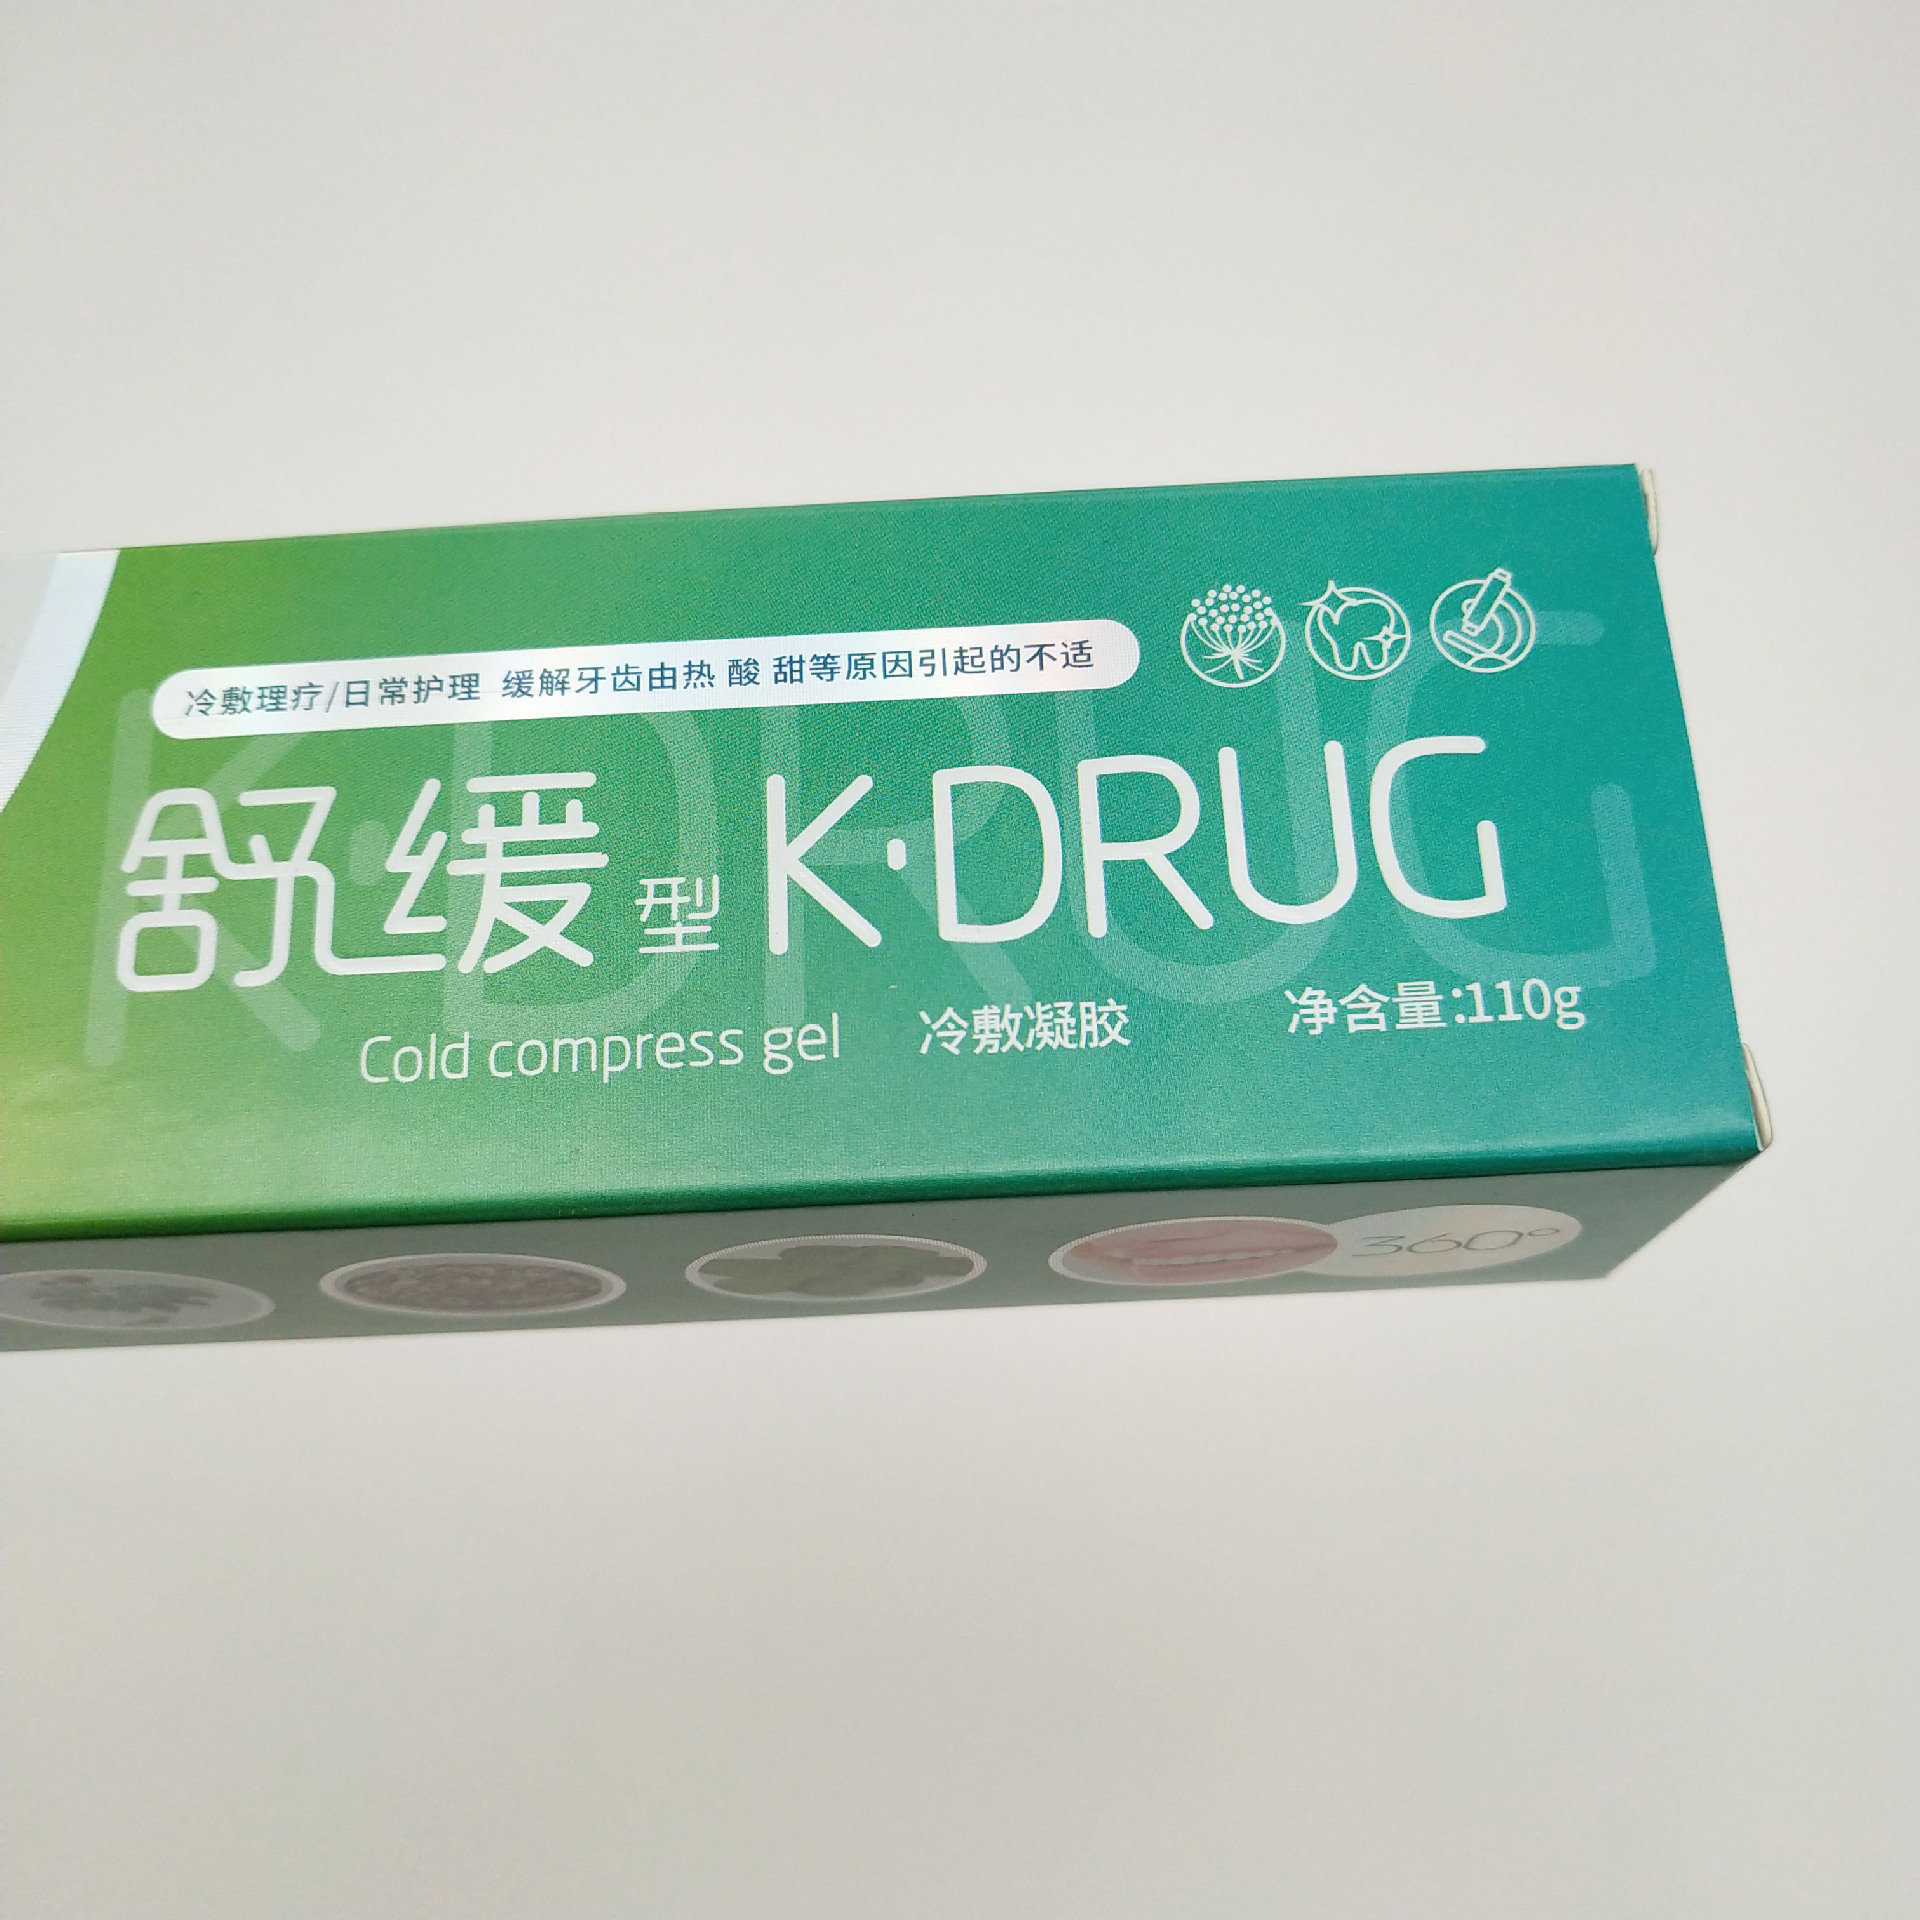 冷敷理疗/日常护理 缓解牙齿由热 酸 甜等原因引起的不适
舒缓型 K·DRUG
Cold compress gel 冷敷凝胶 净含量:110g
360°